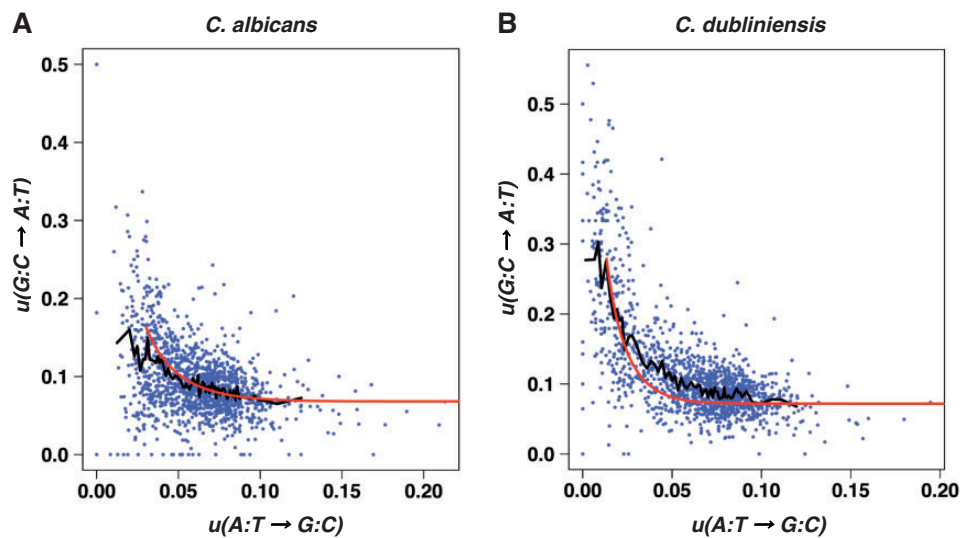 A
C. albicans
0.5
0.4
0.3
0.2
0.1
0.0
u(G:C → A:T)
0.00 0.05 0.10 0.15 0.20
u(A:T → G:C)
B
C. dubliniensis
0.5
0.4
0.3
0.2
0.1
0.0
u(G:C → A:T)
0.00 0.05 0.10 0.15 0.20
u(A:T → G:C)